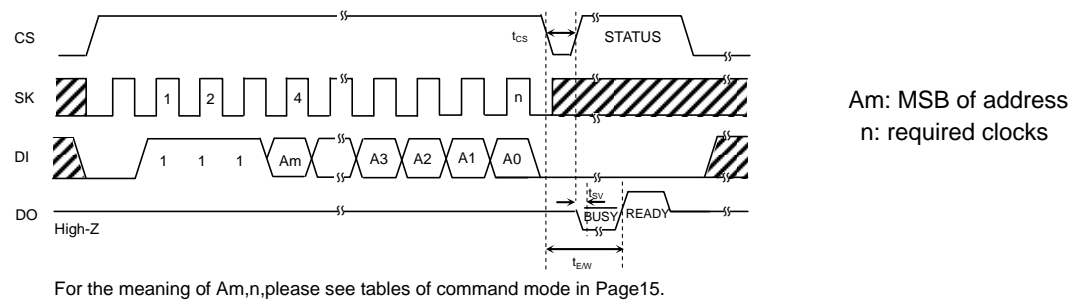 CS
tCS
STATUS
SK
1 2 4 n
Am: MSB of address
n: required clocks
DI
1 1 1 Am A3 A2 A1 A0
tSV
DO
BUSY READY
High-Z
tE/W
For the meaning of Am,n,please see tables of command mode in Page15.